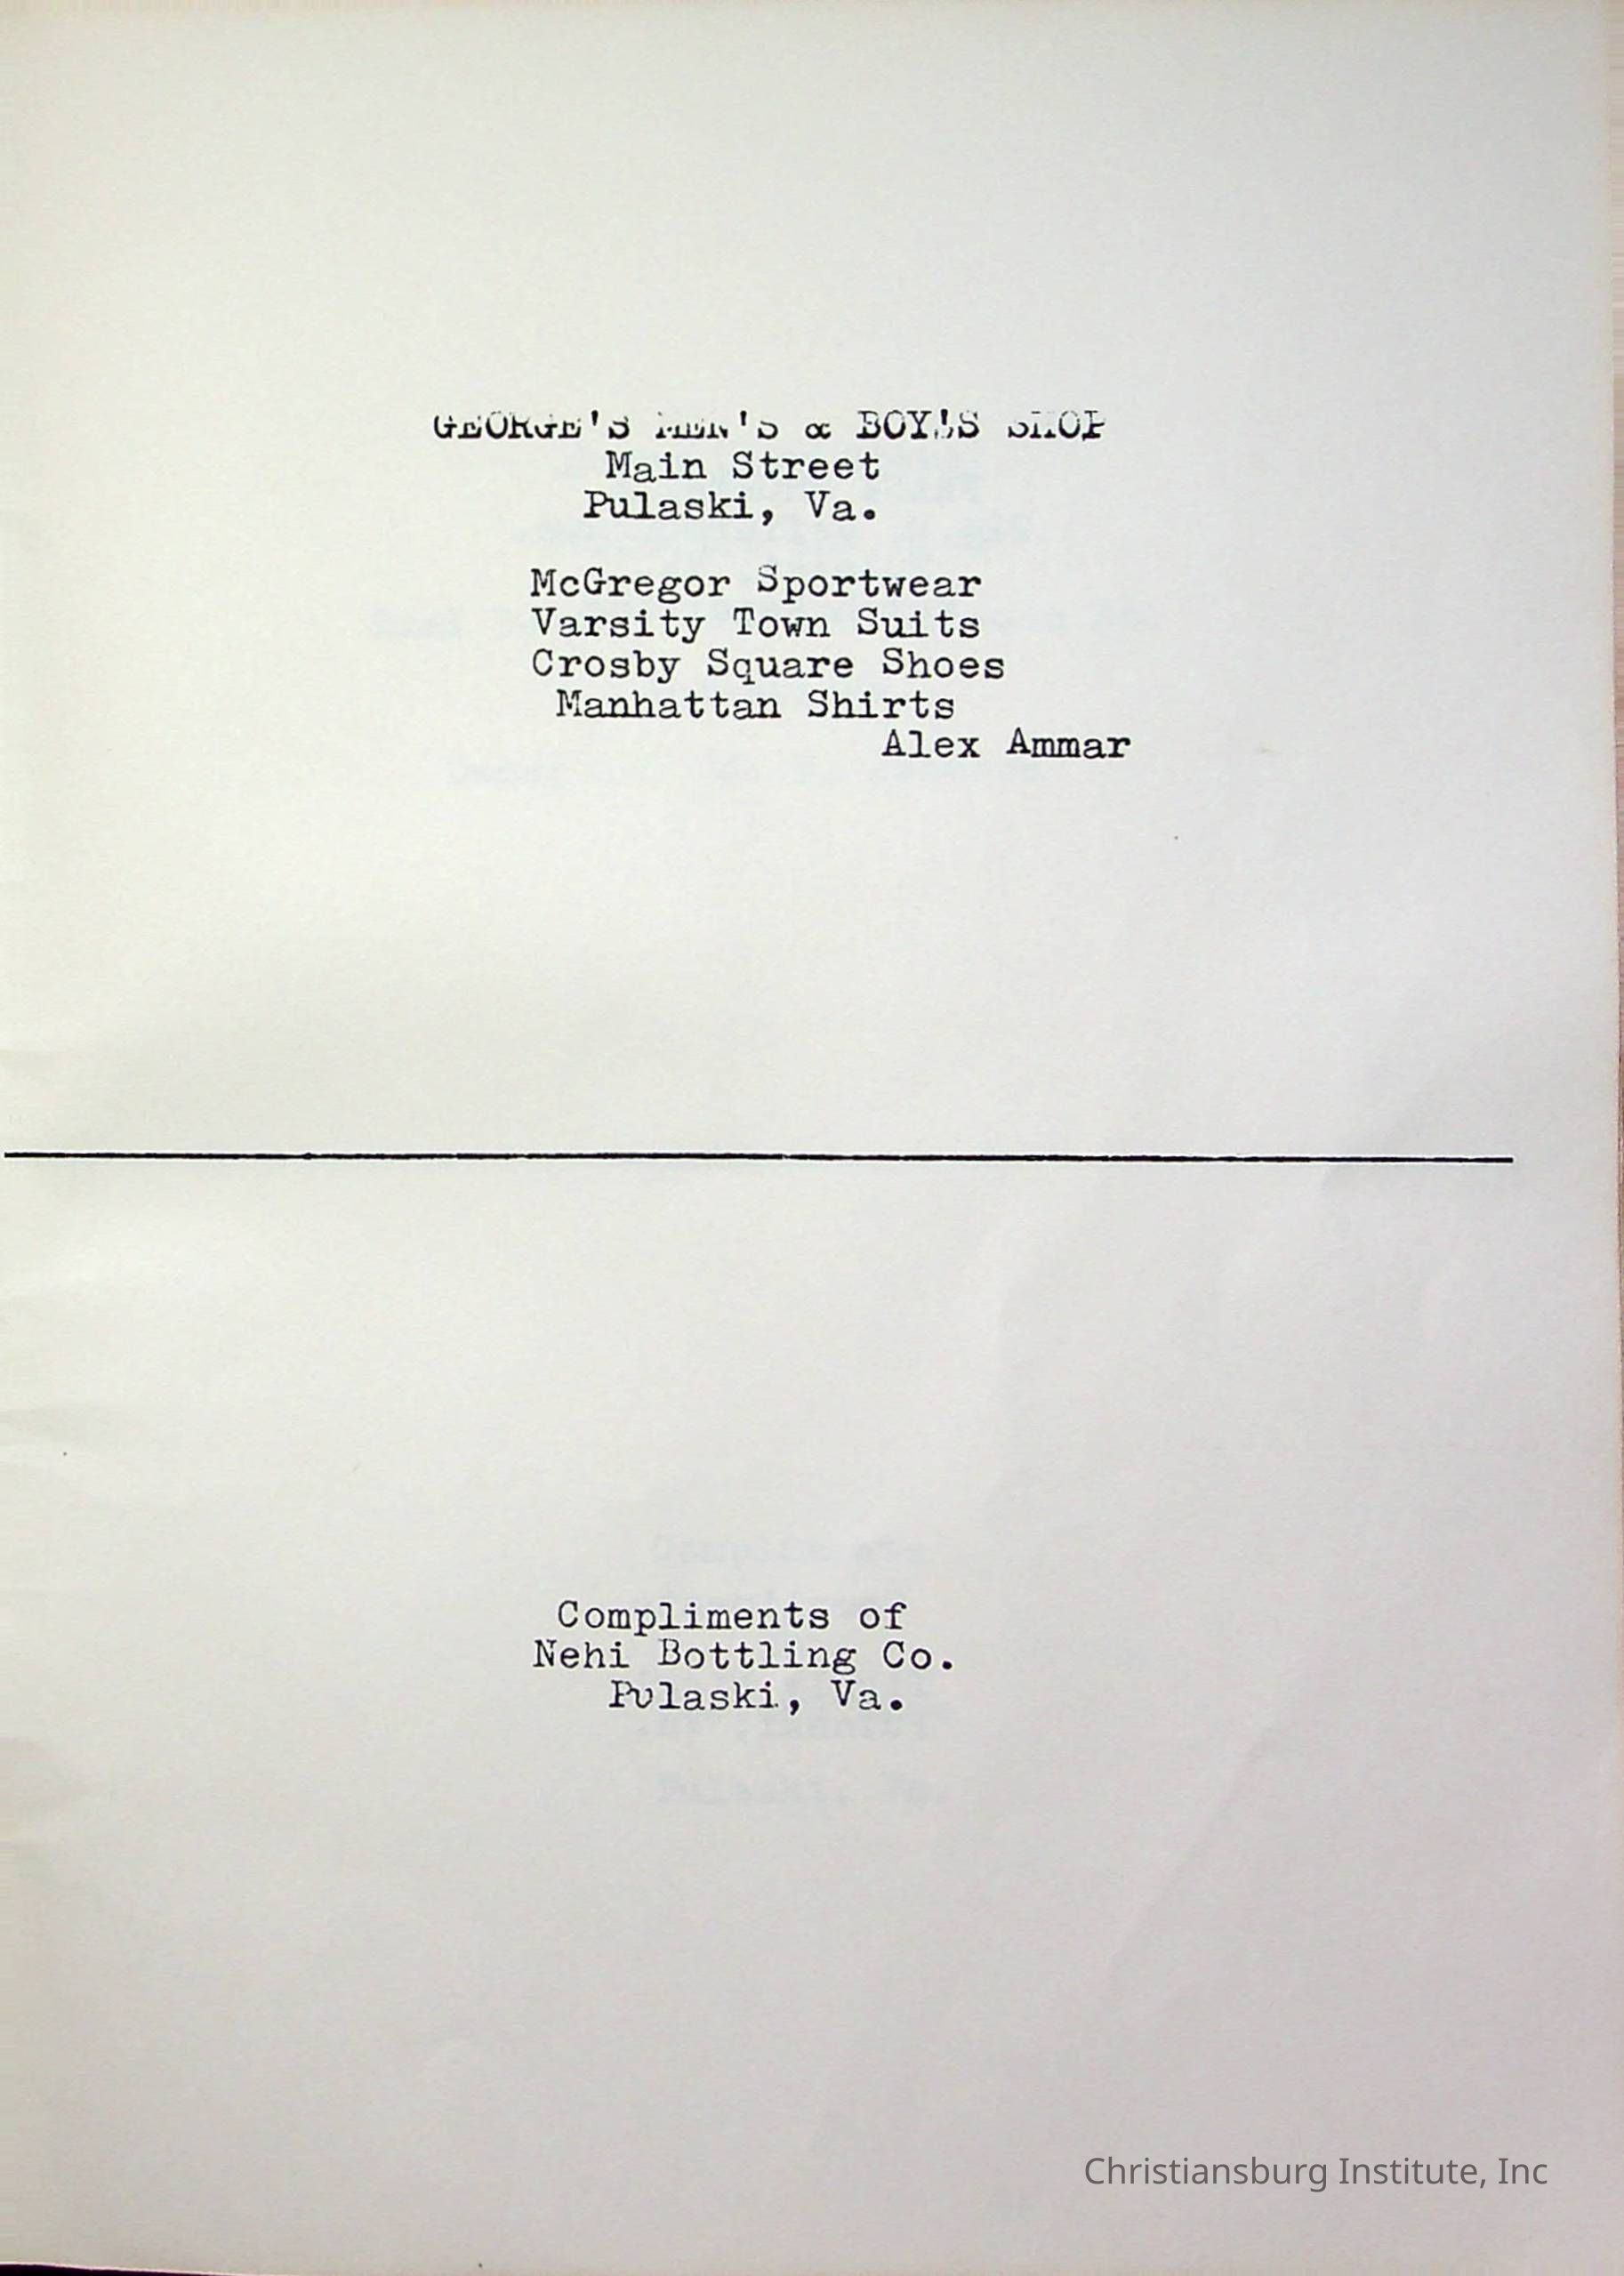 GEORGE'S MEN'S & BOY'S SHOP
Main Street
Pulaski, Va.
McGregor Sportwear
Varsity Town Suits
Crosby Square Shoes
Manhattan Shirts
Alex Ammar
Compliments of
Nehi Bottling Co.
Pulaski, Va.
Christiansburg Institute, Inc